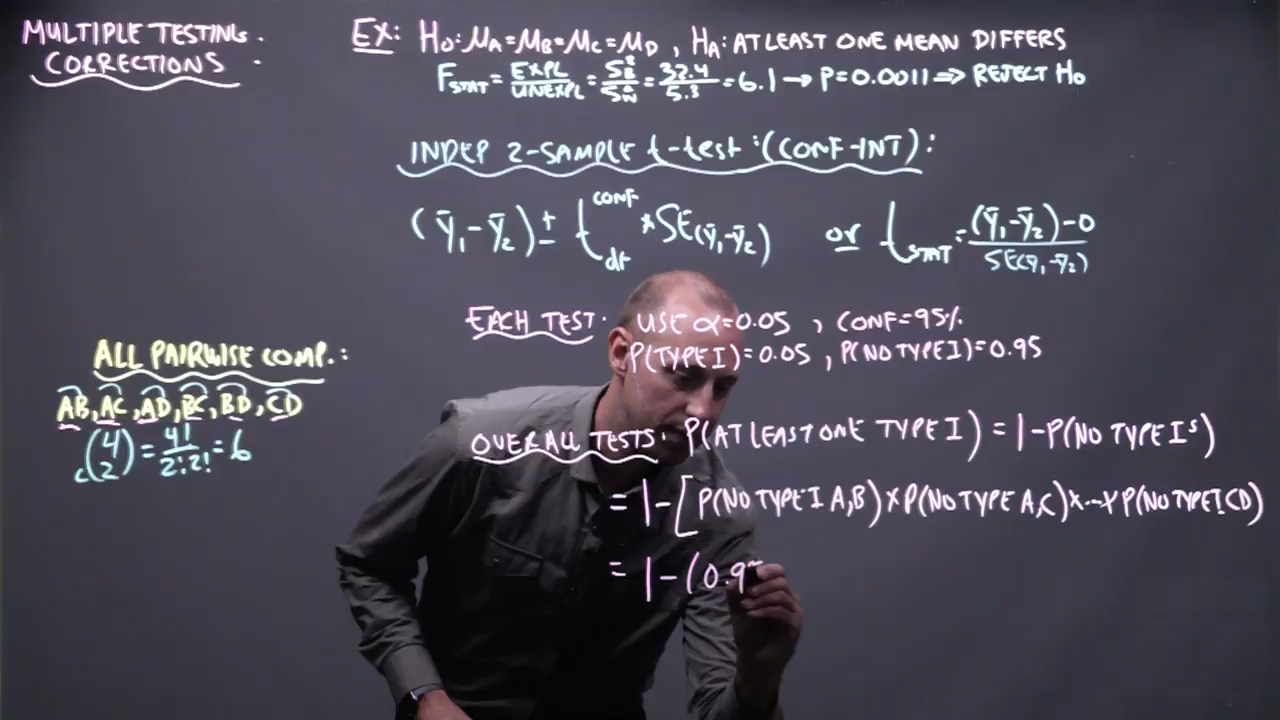 MULTIPLE TESTING
CORRECTIONS
EX: H₀: μA=μB=μC=μD, HA: AT LEAST ONE MEAN DIFFERS
FSTAT = EXPL/UNEXPL = S²B/S²W = 32.4/5.3 = 6.1 → P=0.0011 ⇒ REJECT H₀
INDEP 2-SAMPLE t-test: (CONF-INT):
(ȳ₁-ȳ₂) ± t CONF df * SE(ȳ₁-ȳ₂) or tSTAT = (ȳ₁-ȳ₂)-0 / SE(ȳ₁-ȳ₂)
EACH TEST: USE α=0.05, CONF=95%
P(TYPE I)=0.05, P(NO TYPE I)=0.95
ALL PAIRWISE COMP.:
AB, AC, AD, BC, BD, CD
(4 2) = 4!/2!2! = 6
OVERALL TESTS: P(AT LEAST ONE TYPE I) = 1-P(NO TYPE I's)
= 1-[P(NO TYPE I A,B)×P(NO TYPE A,C)×...×P(NO TYPE I CD)
= 1-(0.9